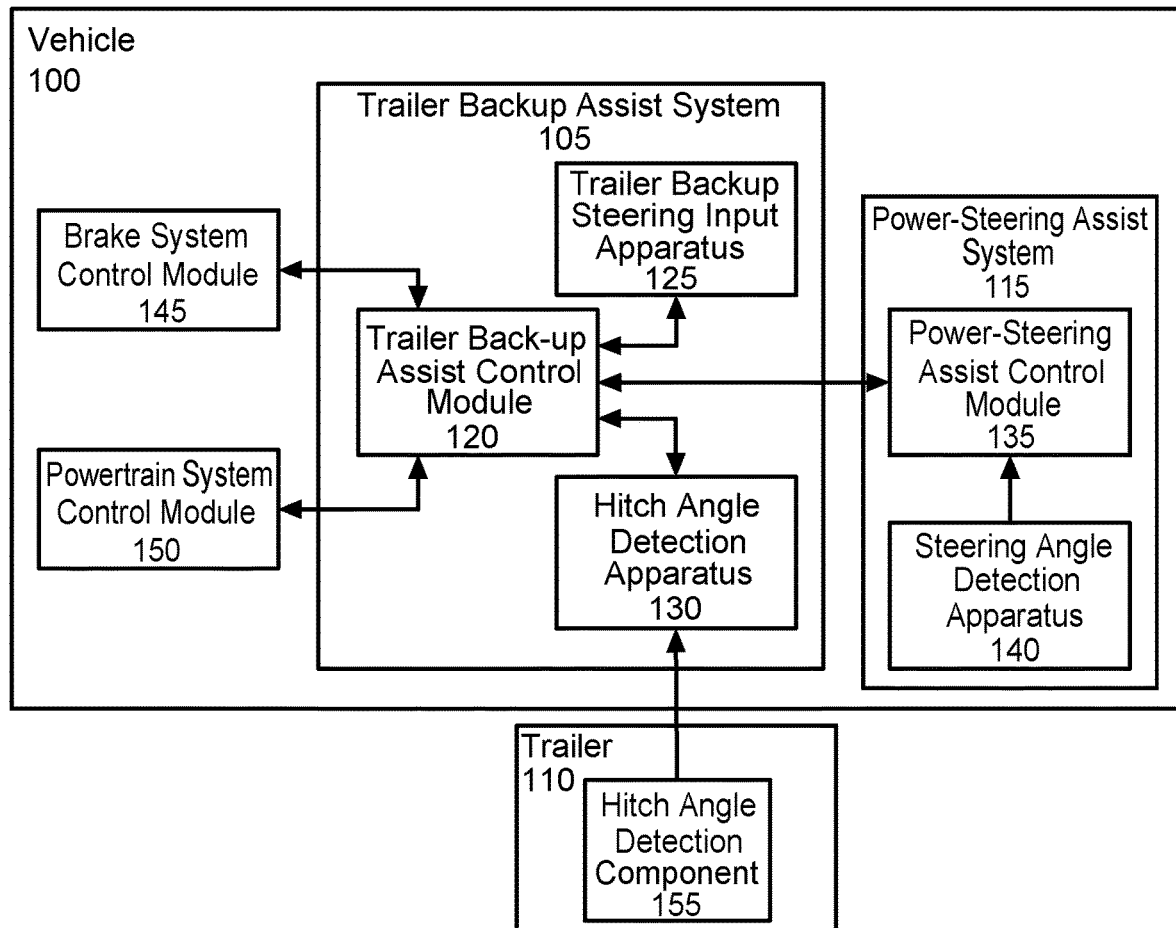 Vehicle
100
Trailer Backup Assist System
105
Trailer Backup
Steering Input
Apparatus
125
Power-Steering Assist
System
115
Brake System
Control Module
145
Trailer Back-up
Assist Control
Module
120
Power-Steering
Assist Control
Module
135
Powertrain System
Control Module
150
Hitch Angle
Detection
Apparatus
130
Steering Angle
Detection
Apparatus
140
Trailer
110
Hitch Angle
Detection
Component
155